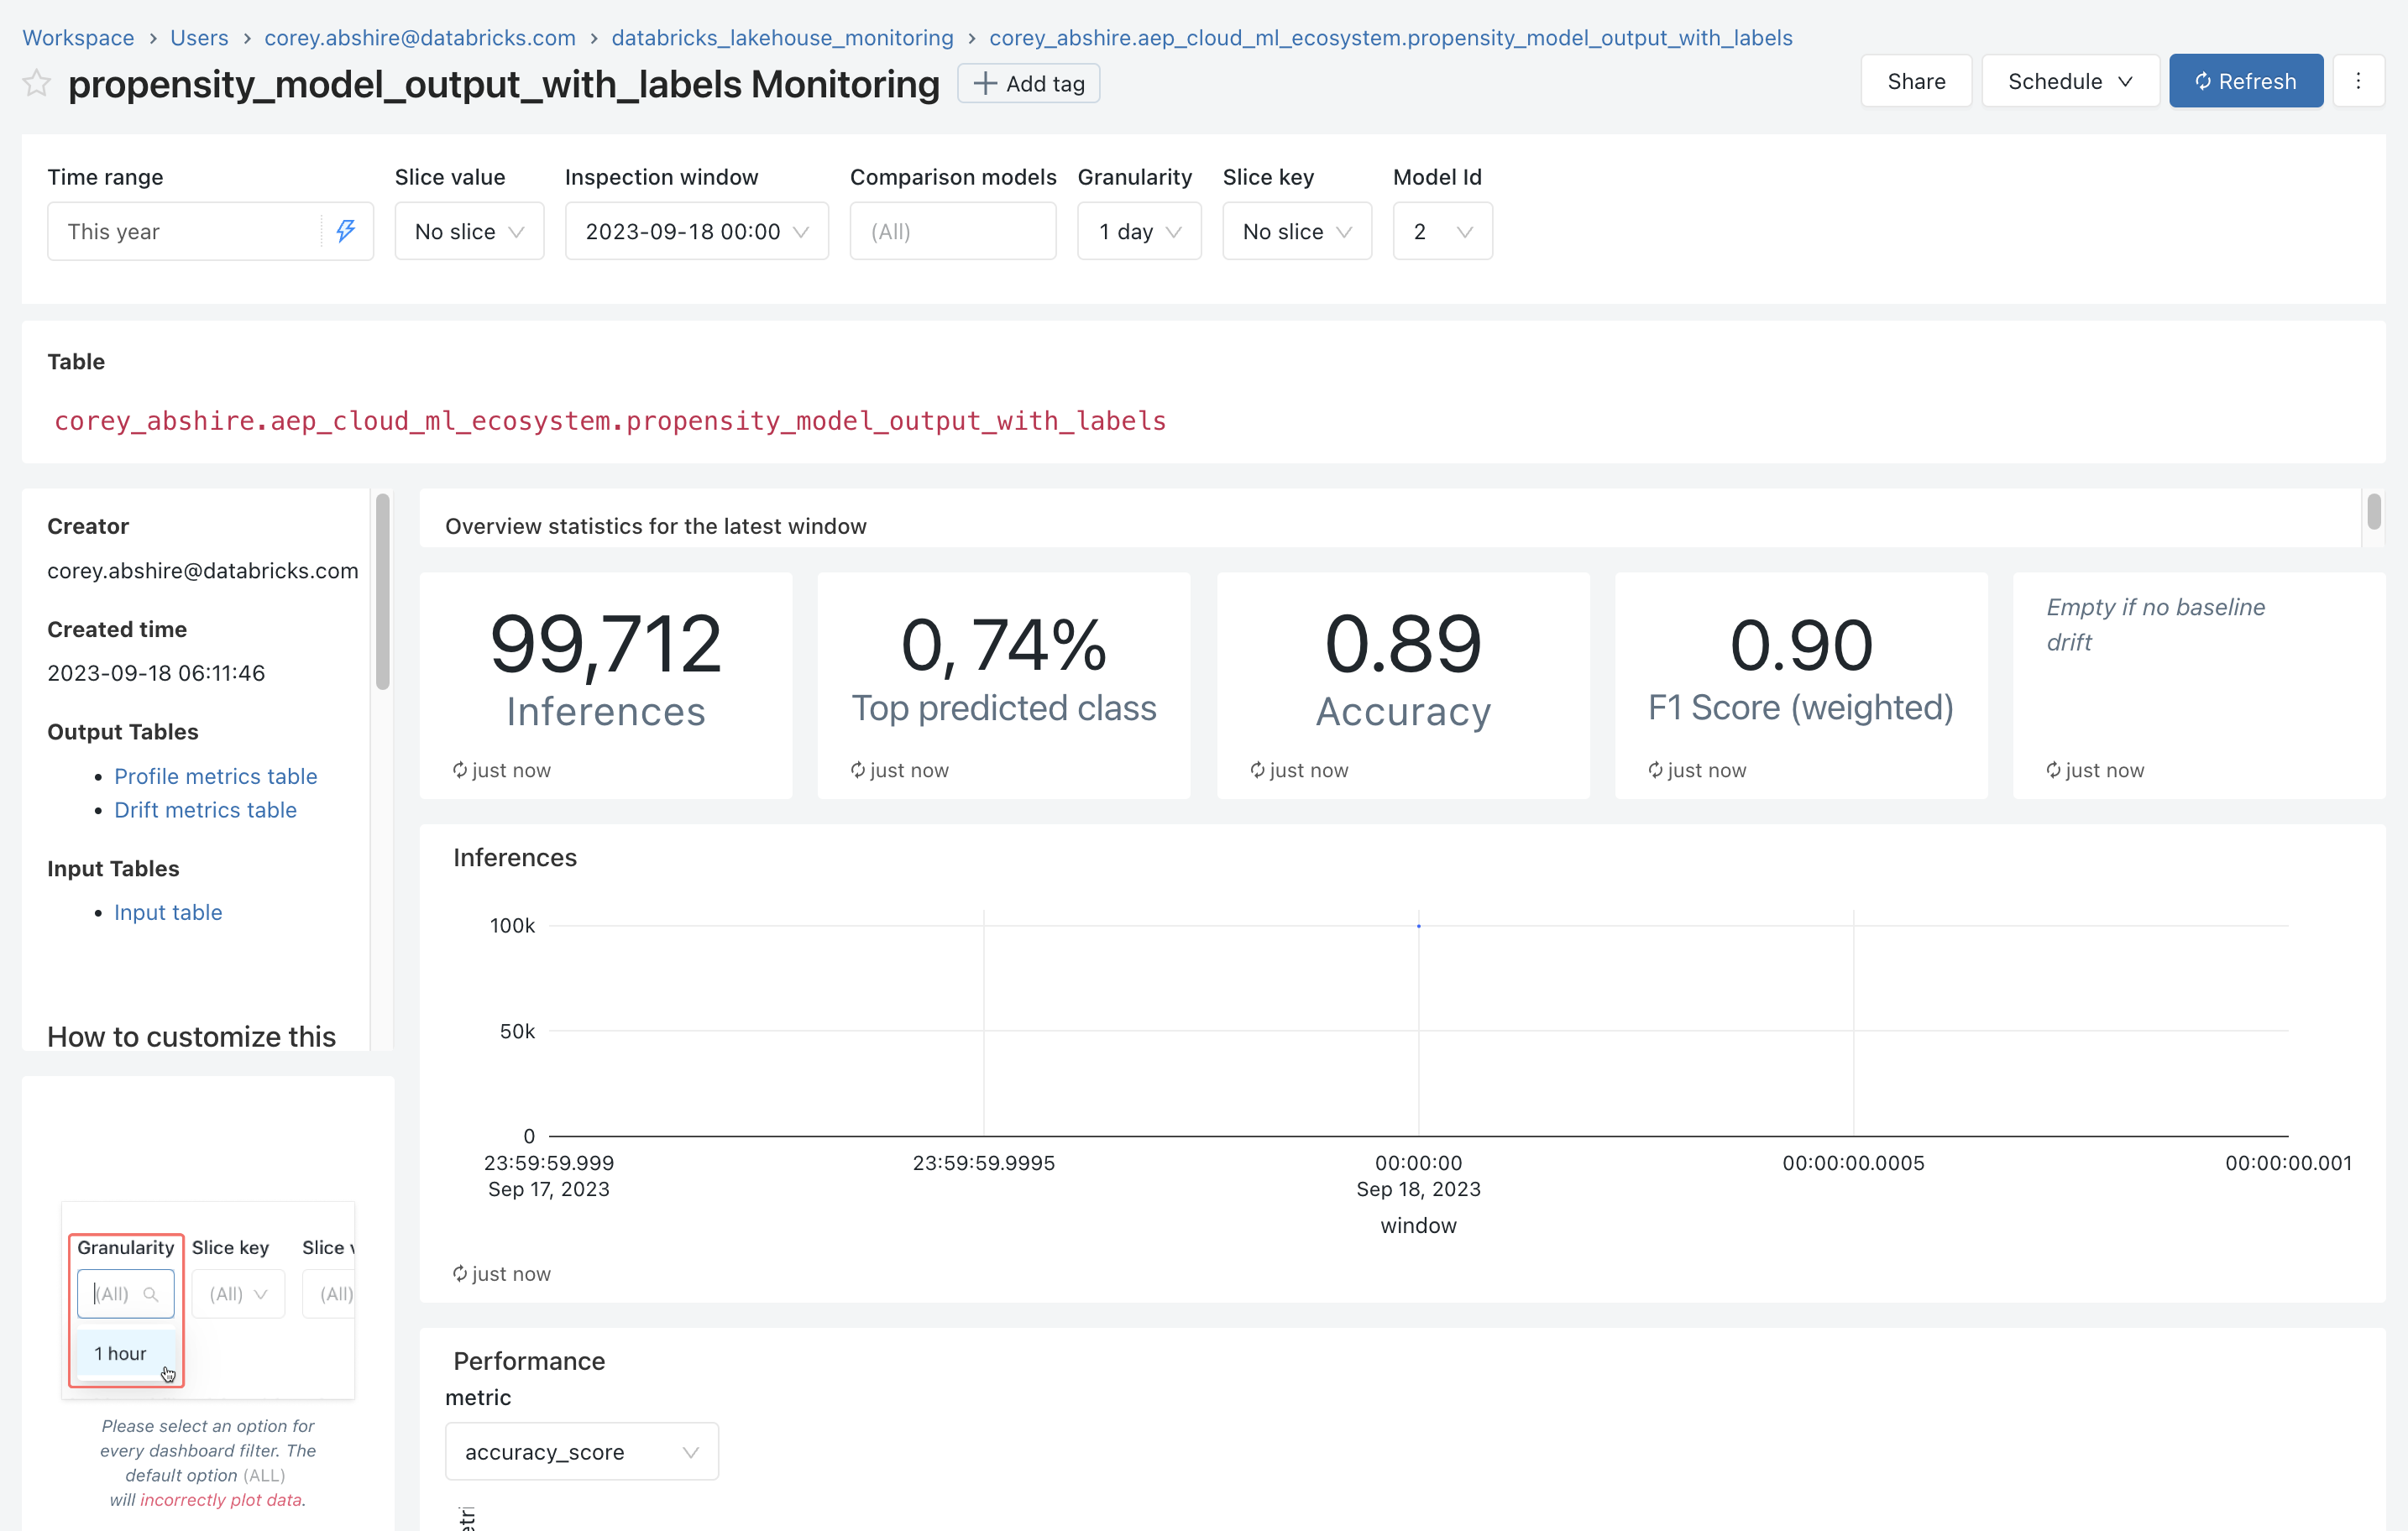 Workspace > Users > corey.abshire@databricks.com > databricks_lakehouse_monitoring > corey_abshire.aep_cloud_ml_ecosystem.propensity_model_output_with_labels
propensity_model_output_with_labels Monitoring + Add tag
Share Schedule Refresh
Time range Slice value Inspection window Comparison models Granularity Slice key Model Id
This year No slice 2023-09-18 00:00 (All) 1 day No slice 2
Table
corey_abshire.aep_cloud_ml_ecosystem.propensity_model_output_with_labels
Creator
corey.abshire@databricks.com
Created time
2023-09-18 06:11:46
Output Tables
• Profile metrics table
• Drift metrics table
Input Tables
• Input table
How to customize this
Granularity Slice key Slice
(All) (All) (All)
1 hour
Please select an option for
every dashboard filter. The
default option (ALL)
will incorrectly plot data.
Overview statistics for the latest window
99,712
Inferences
just now
0, 74%
Top predicted class
just now
0.89
Accuracy
just now
0.90
F1 Score (weighted)
just now
Empty if no baseline
drift
just now
Inferences
100k
50k
0
23:59:59.999 23:59:59.9995 00:00:00 00:00:00.0005 00:00:00.001
Sep 17, 2023 Sep 18, 2023
window
just now
Performance
metric
accuracy_score